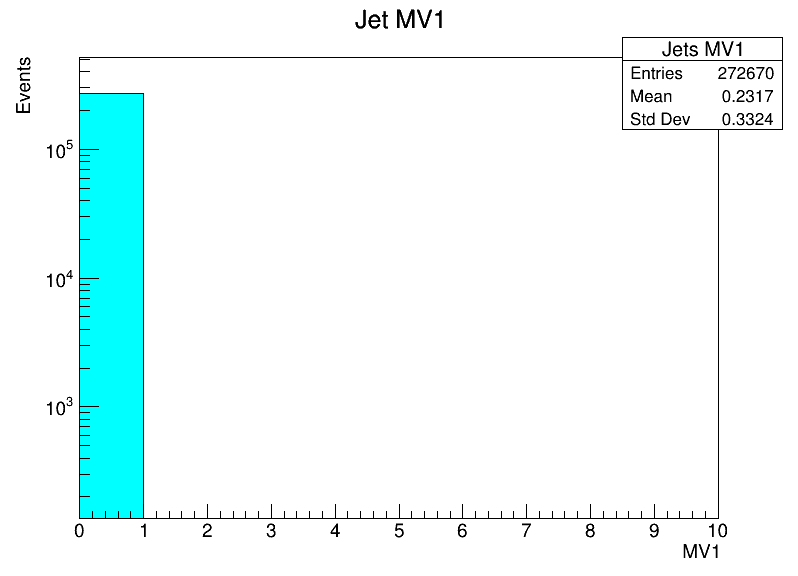 Jet MV1
Jets MV1
Entries 272670
Mean 0.2317
Std Dev 0.3324
Events
10^5
10^4
10^3
0 1 2 3 4 5 6 7 8 9 10
MV1